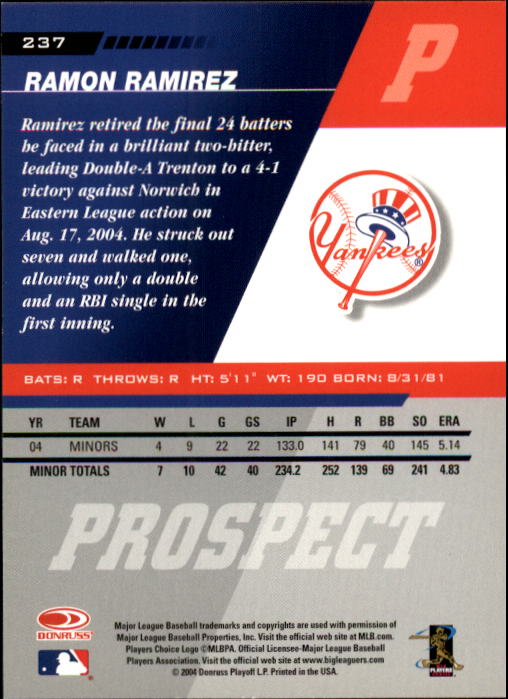 237
P
RAMON RAMIREZ
Ramirez retired the final 24 batters
he faced in a brilliant two-hitter,
leading Double-A Trenton to a 4-1
victory against Norwich in
Eastern League action on
Aug. 17, 2004. He struck out
seven and walked one,
allowing only a double
and an RBI single in the
first inning.
Yankees®
BATS: R THROWS: R HT: 5'11" WT: 190 BORN: 8/31/81
YR TEAM W L G GS IP H R BB SO ERA
04 MINORS 4 9 22 22 133.0 141 79 40 145 5.14
MINOR TOTALS 7 10 42 40 234.2 252 139 69 241 4.83
PROSPECT
DONRUSS
Major League Baseball trademarks and copyrights are used with permission of
Major League Baseball Properties, Inc. Visit the official web site at MLB.com.
Players Choice Logo ©MLBPA. Official Licensee-Major League Baseball
Players Association. Visit the official web site at www.bigleaguers.com
© 2004 Donruss Playoff L.P. Printed in the USA.
PLAYERS
CHOICE